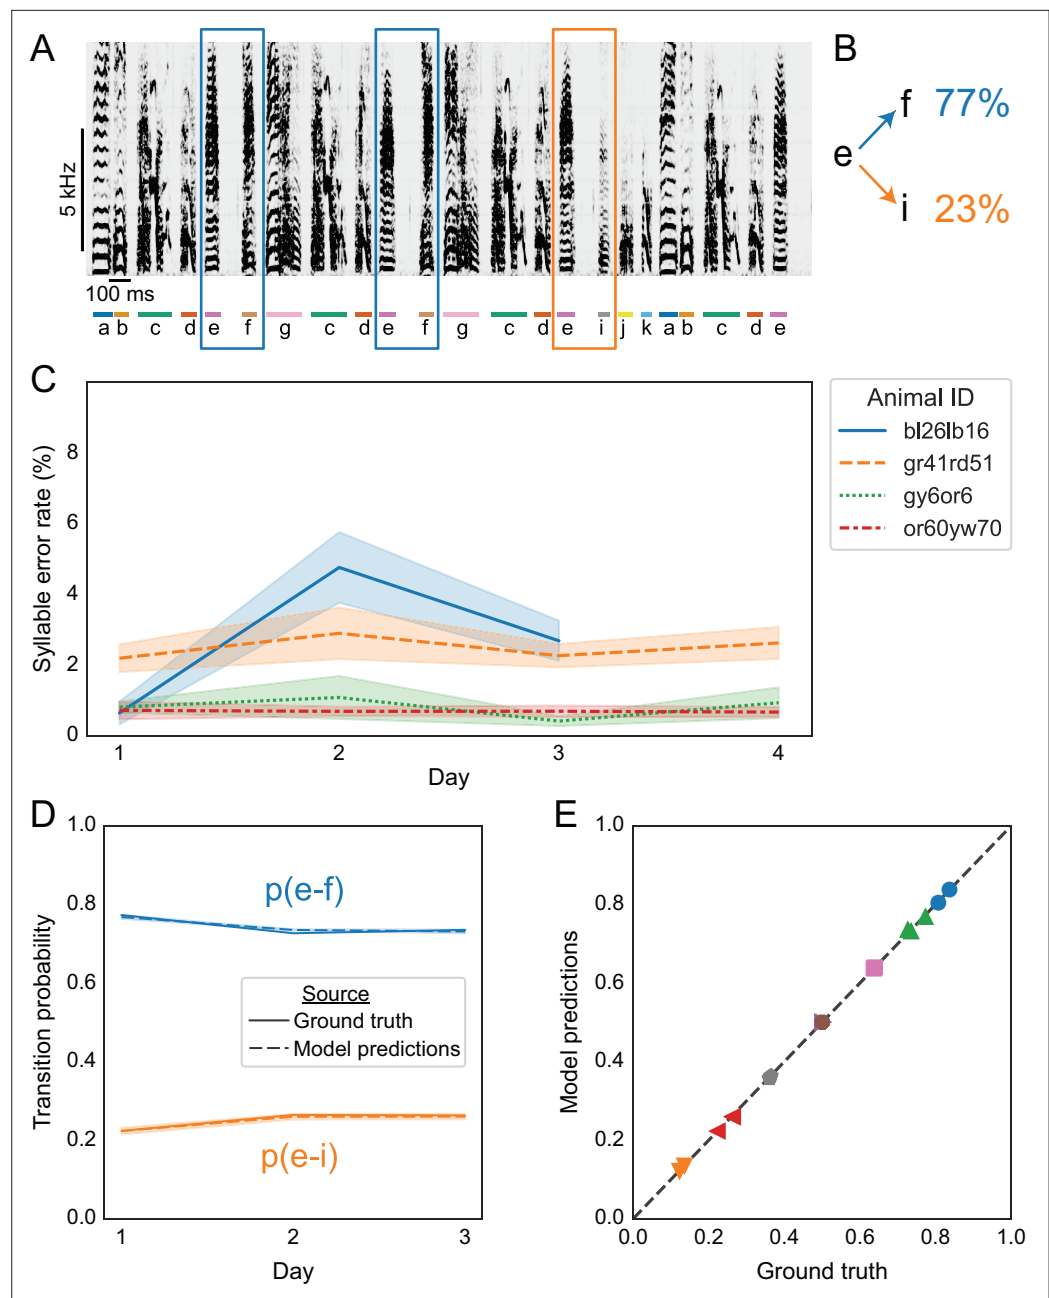 A
5 kHz
100 ms
a b c d e f g c d e f g c d e i j k a b c d e
B
e
f 77%
i 23%
C
Syllable error rate (%)
8
6
4
2
0
1 2 3 4
Day
Animal ID
bl26lb16
gr41rd51
gy6or6
or60yw70
D
Transition probability
1.0
0.8
0.6
0.4
0.2
0.0
p(e-f)
Source
Ground truth
Model predictions
p(e-i)
1 2 3
Day
E
Model predictions
1.0
0.8
0.6
0.4
0.2
0.0
0.0 0.2 0.4 0.6 0.8 1.0
Ground truth